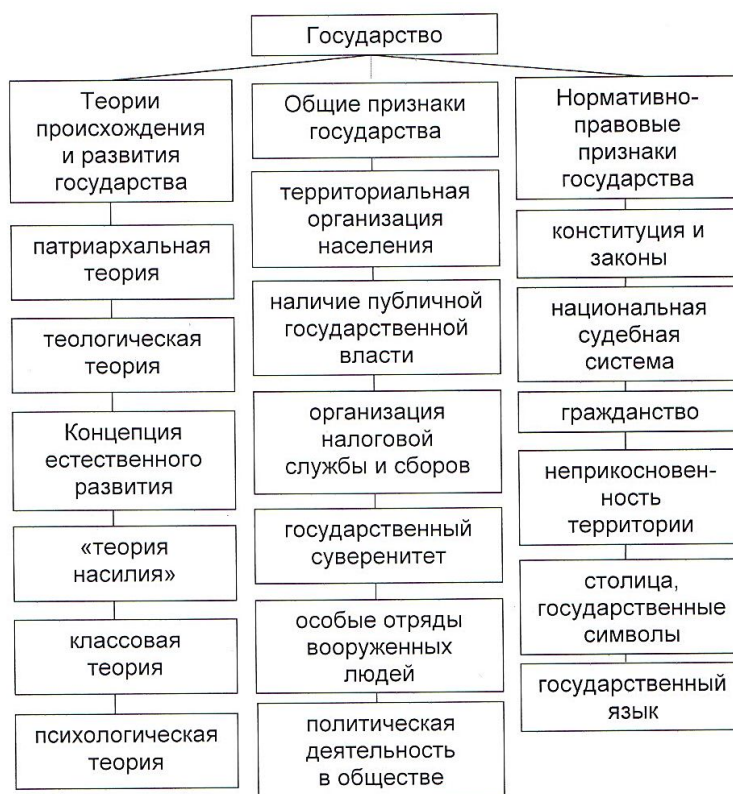 Государство
Теории
происхождения
и развития
государства
патриархальная
теория
теологическая
теория
Концепция
естественного
развития
«теория
насилия»
классовая
теория
психологическая
теория
Общие признаки
государства
территориальная
организация
населения
наличие публичной
государственной
власти
организация
налоговой
службы и сборов
государственный
суверенитет
особые отряды
вооруженных
людей
политическая
деятельность
в обществе
Нормативно-
правовые
признаки
государства
конституция и
законы
национальная
судебная
система
гражданство
неприкосновен-
ность
территории
столица,
государственные
символы
государственный
язык